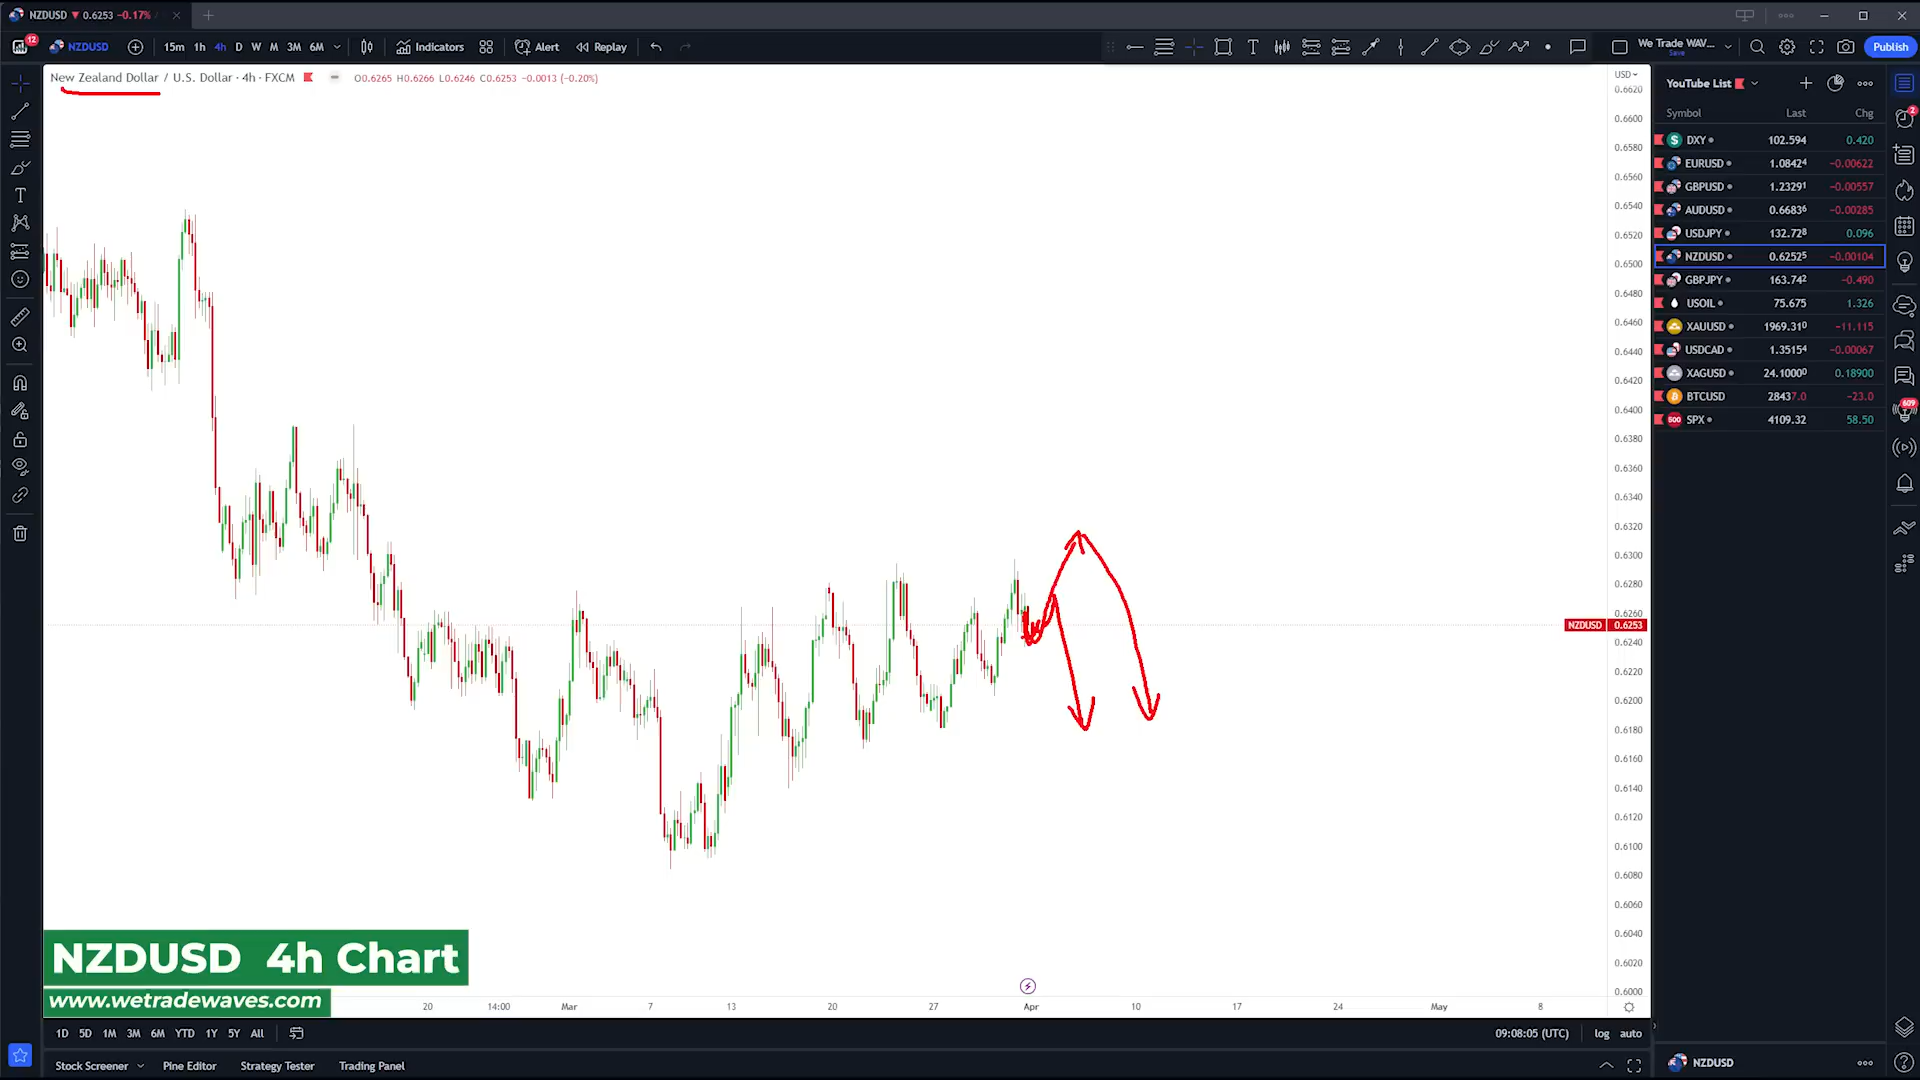 NZDUSD ▼ 0.6253 −0.17%
12 NZDUSD 15m 1h 4h D W M 3M 6M Indicators Alert Replay We Trade WAV... Save Publish
New Zealand Dollar / U.S. Dollar · 4h · FXCM O0.6265 H0.6266 L0.6246 C0.6253 −0.0013 (−0.20%)
USD
0.6620
0.6600
0.6580
0.6560
0.6540
0.6520
0.6500
0.6480
0.6460
0.6440
0.6420
0.6400
0.6380
0.6360
0.6340
0.6320
0.6300
0.6280
0.6260
NZDUSD 0.6253
0.6240
0.6220
0.6200
0.6180
0.6160
0.6140
0.6120
0.6100
0.6080
0.6060
0.6040
0.6020
0.6000
YouTube List
Symbol Last Chg
DXY 102.594 0.420
EURUSD 1.08424 −0.00622
GBPUSD 1.23291 −0.00557
AUDUSD 0.66836 −0.00285
USDJPY 132.728 0.096
NZDUSD 0.62525 −0.00104
GBPJPY 163.742 −0.490
USOIL 75.675 1.326
XAUUSD 1969.310 −11.115
USDCAD 1.35154 −0.00067
XAGUSD 24.1000 0.18900
BTCUSD 28437.0 −23.0
500 SPX 4109.32 58.50
2
609
NZDUSD 4h Chart
www.wetradewaves.com
20 14:00 Mar 7 13 20 27 Apr 10 17 24 May 8
1D 5D 1M 3M 6M YTD 1Y 5Y All 09:08:05 (UTC) log auto
Stock Screener Pine Editor Strategy Tester Trading Panel
NZDUSD